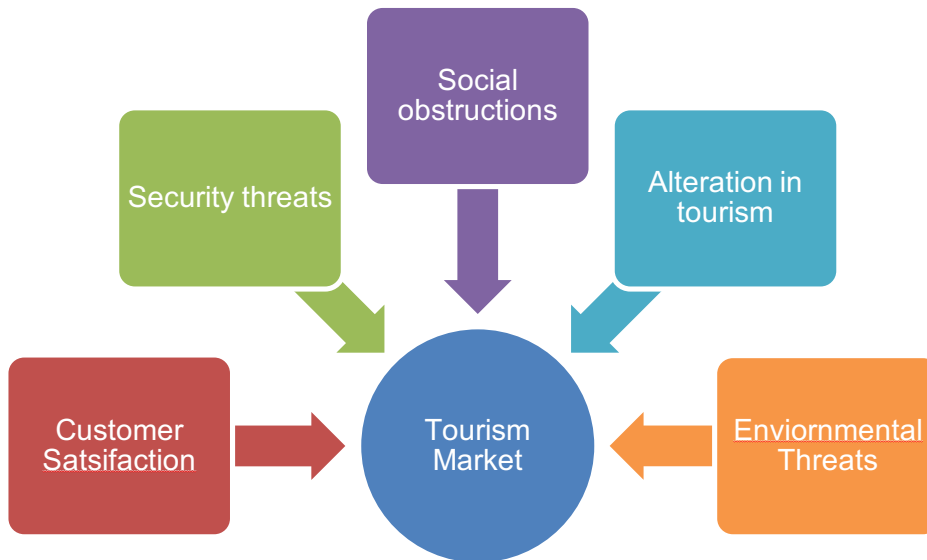 Social
obstructions
Security threats
Alteration in
tourism
Customer
Satsifaction
Tourism
Market
Enviornmental
Threats